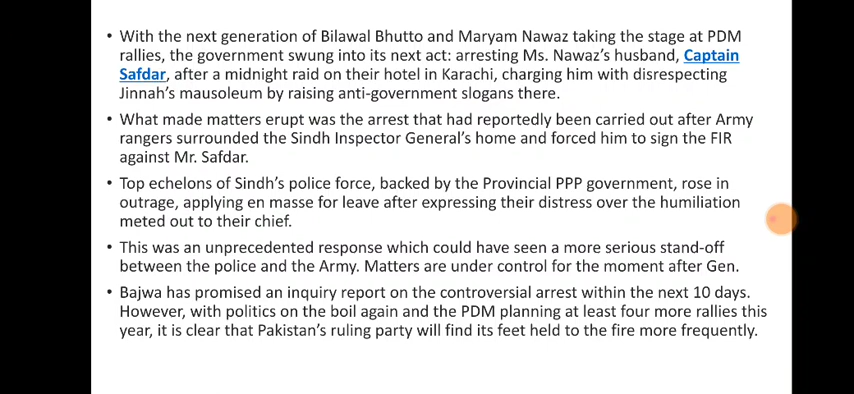 • With the next generation of Bilawal Bhutto and Maryam Nawaz taking the stage at PDM
rallies, the government swung into its next act: arresting Ms. Nawaz's husband, Captain
Safdar, after a midnight raid on their hotel in Karachi, charging him with disrespecting
Jinnah's mausoleum by raising anti-government slogans there.
• What made matters erupt was the arrest that had reportedly been carried out after Army
rangers surrounded the Sindh Inspector General's home and forced him to sign the FIR
against Mr. Safdar.
• Top echelons of Sindh's police force, backed by the Provincial PPP government, rose in
outrage, applying en masse for leave after expressing their distress over the humiliation
meted out to their chief.
• This was an unprecedented response which could have seen a more serious stand-off
between the police and the Army. Matters are under control for the moment after Gen.
• Bajwa has promised an inquiry report on the controversial arrest within the next 10 days.
However, with politics on the boil again and the PDM planning at least four more rallies this
year, it is clear that Pakistan's ruling party will find its feet held to the fire more frequently.